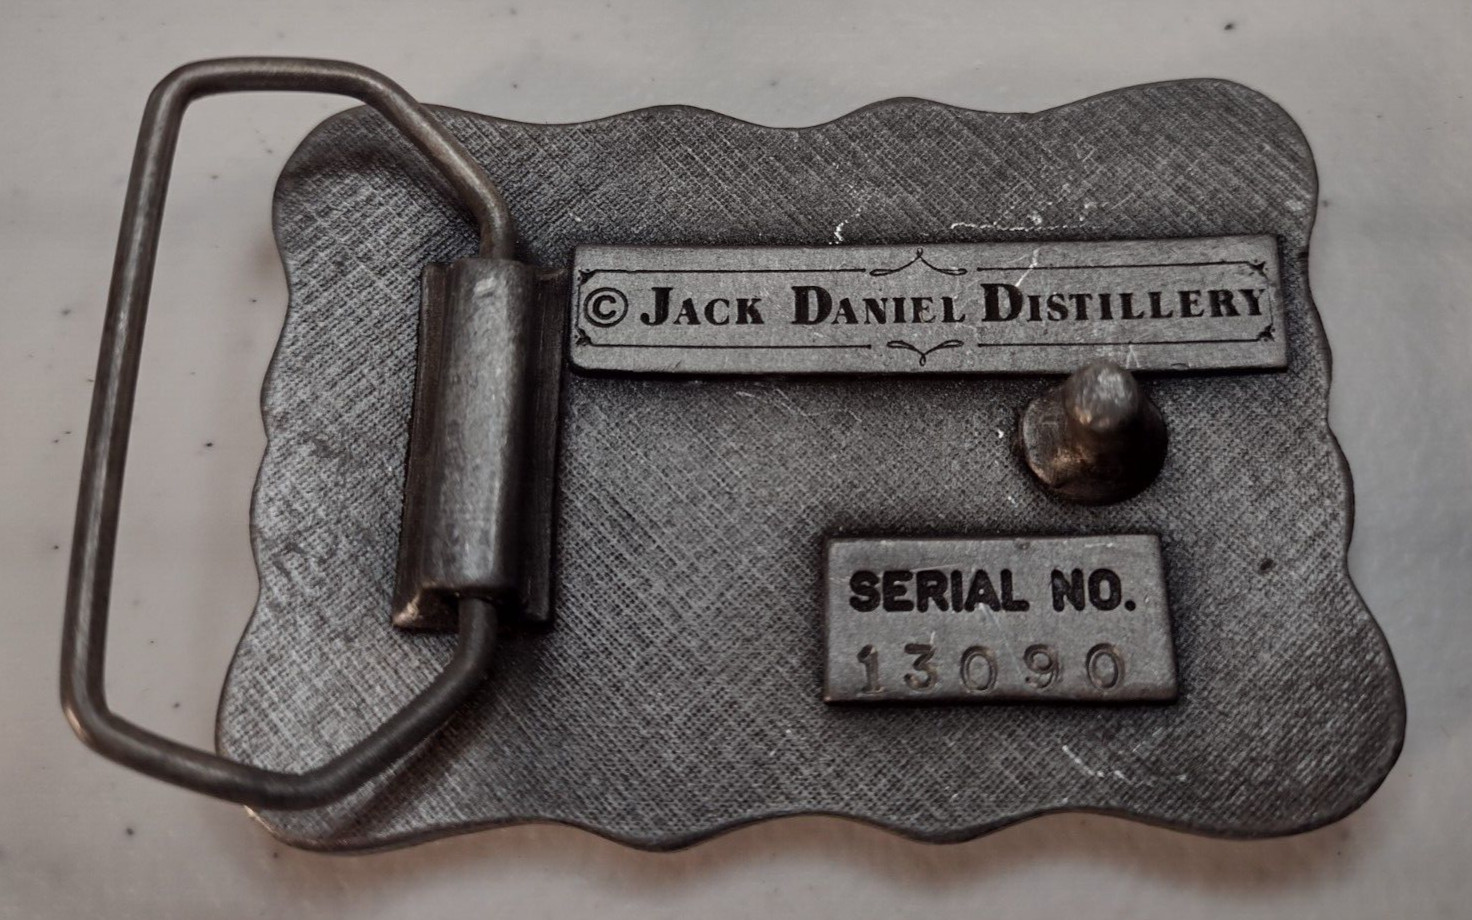 © JACK DANIEL DISTILLERY
SERIAL NO.
13090